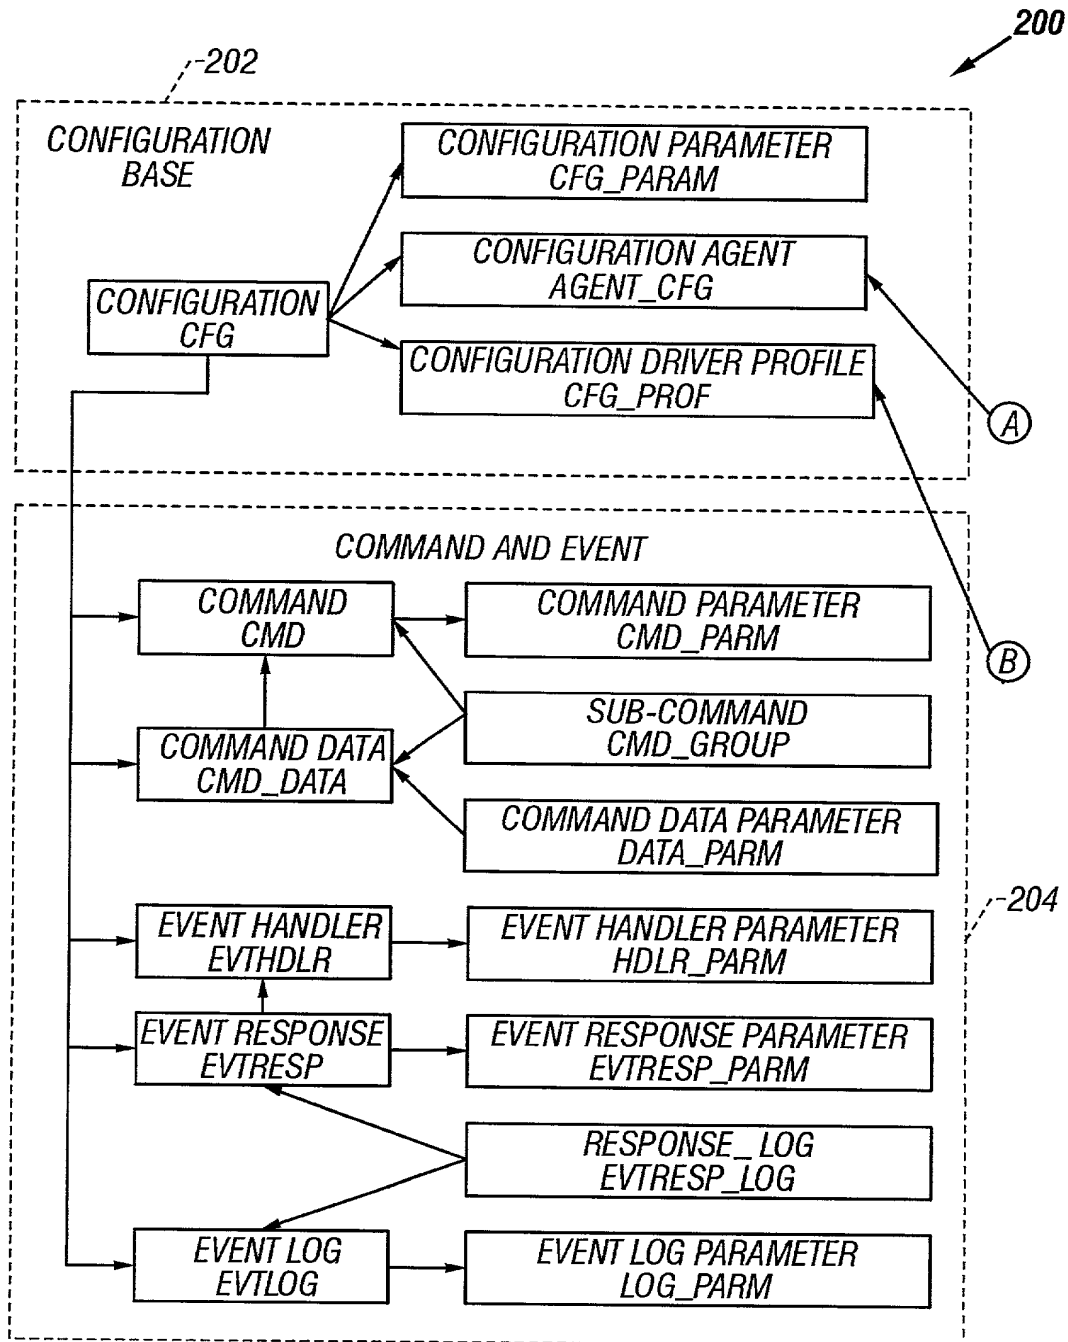 200
202
CONFIGURATION
BASE
CONFIGURATION PARAMETER
CFG_PARAM
CONFIGURATION AGENT
AGENT_CFG
CONFIGURATION
CFG
CONFIGURATION DRIVER PROFILE
CFG_PROF
A
COMMAND AND EVENT
COMMAND
CMD
COMMAND PARAMETER
CMD_PARM
B
SUB-COMMAND
CMD_GROUP
COMMAND DATA
CMD_DATA
COMMAND DATA PARAMETER
DATA_PARM
204
EVENT HANDLER
EVTHDLR
EVENT HANDLER PARAMETER
HDLR_PARM
EVENT RESPONSE
EVTRESP
EVENT RESPONSE PARAMETER
EVTRESP_PARM
RESPONSE_LOG
EVTRESP_LOG
EVENT LOG
EVTLOG
EVENT LOG PARAMETER
LOG_PARM